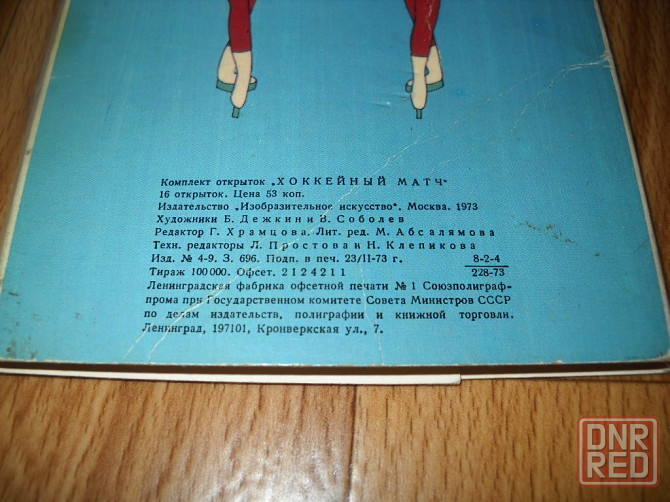 Комплект открыток „ХОККЕЙНЫЙ МАТЧ"
16 открыток. Цена 53 коп.
Издательство „Изобразительное искусство". Москва. 1973
Художники Б. Дежкин и В. Соболев
Редактор Г. Храмцова. Лит. ред. М. Абсалямова
Техн. редакторы Л. Простова и Н. Клепикова
Изд. № 4-9. З. 696. Подп. в печ. 23/II-73 г. 8-2-4
Тираж 100 000. Офсет. 2124211 228-73
Ленинградская фабрика офсетной печати № 1 Союзполиграф-
прома при Государственном комитете Совета Министров СССР
по делам издательств, полиграфии и книжной торговли.
Ленинград, 197101, Кронверкская ул., 7.
DNR
RED